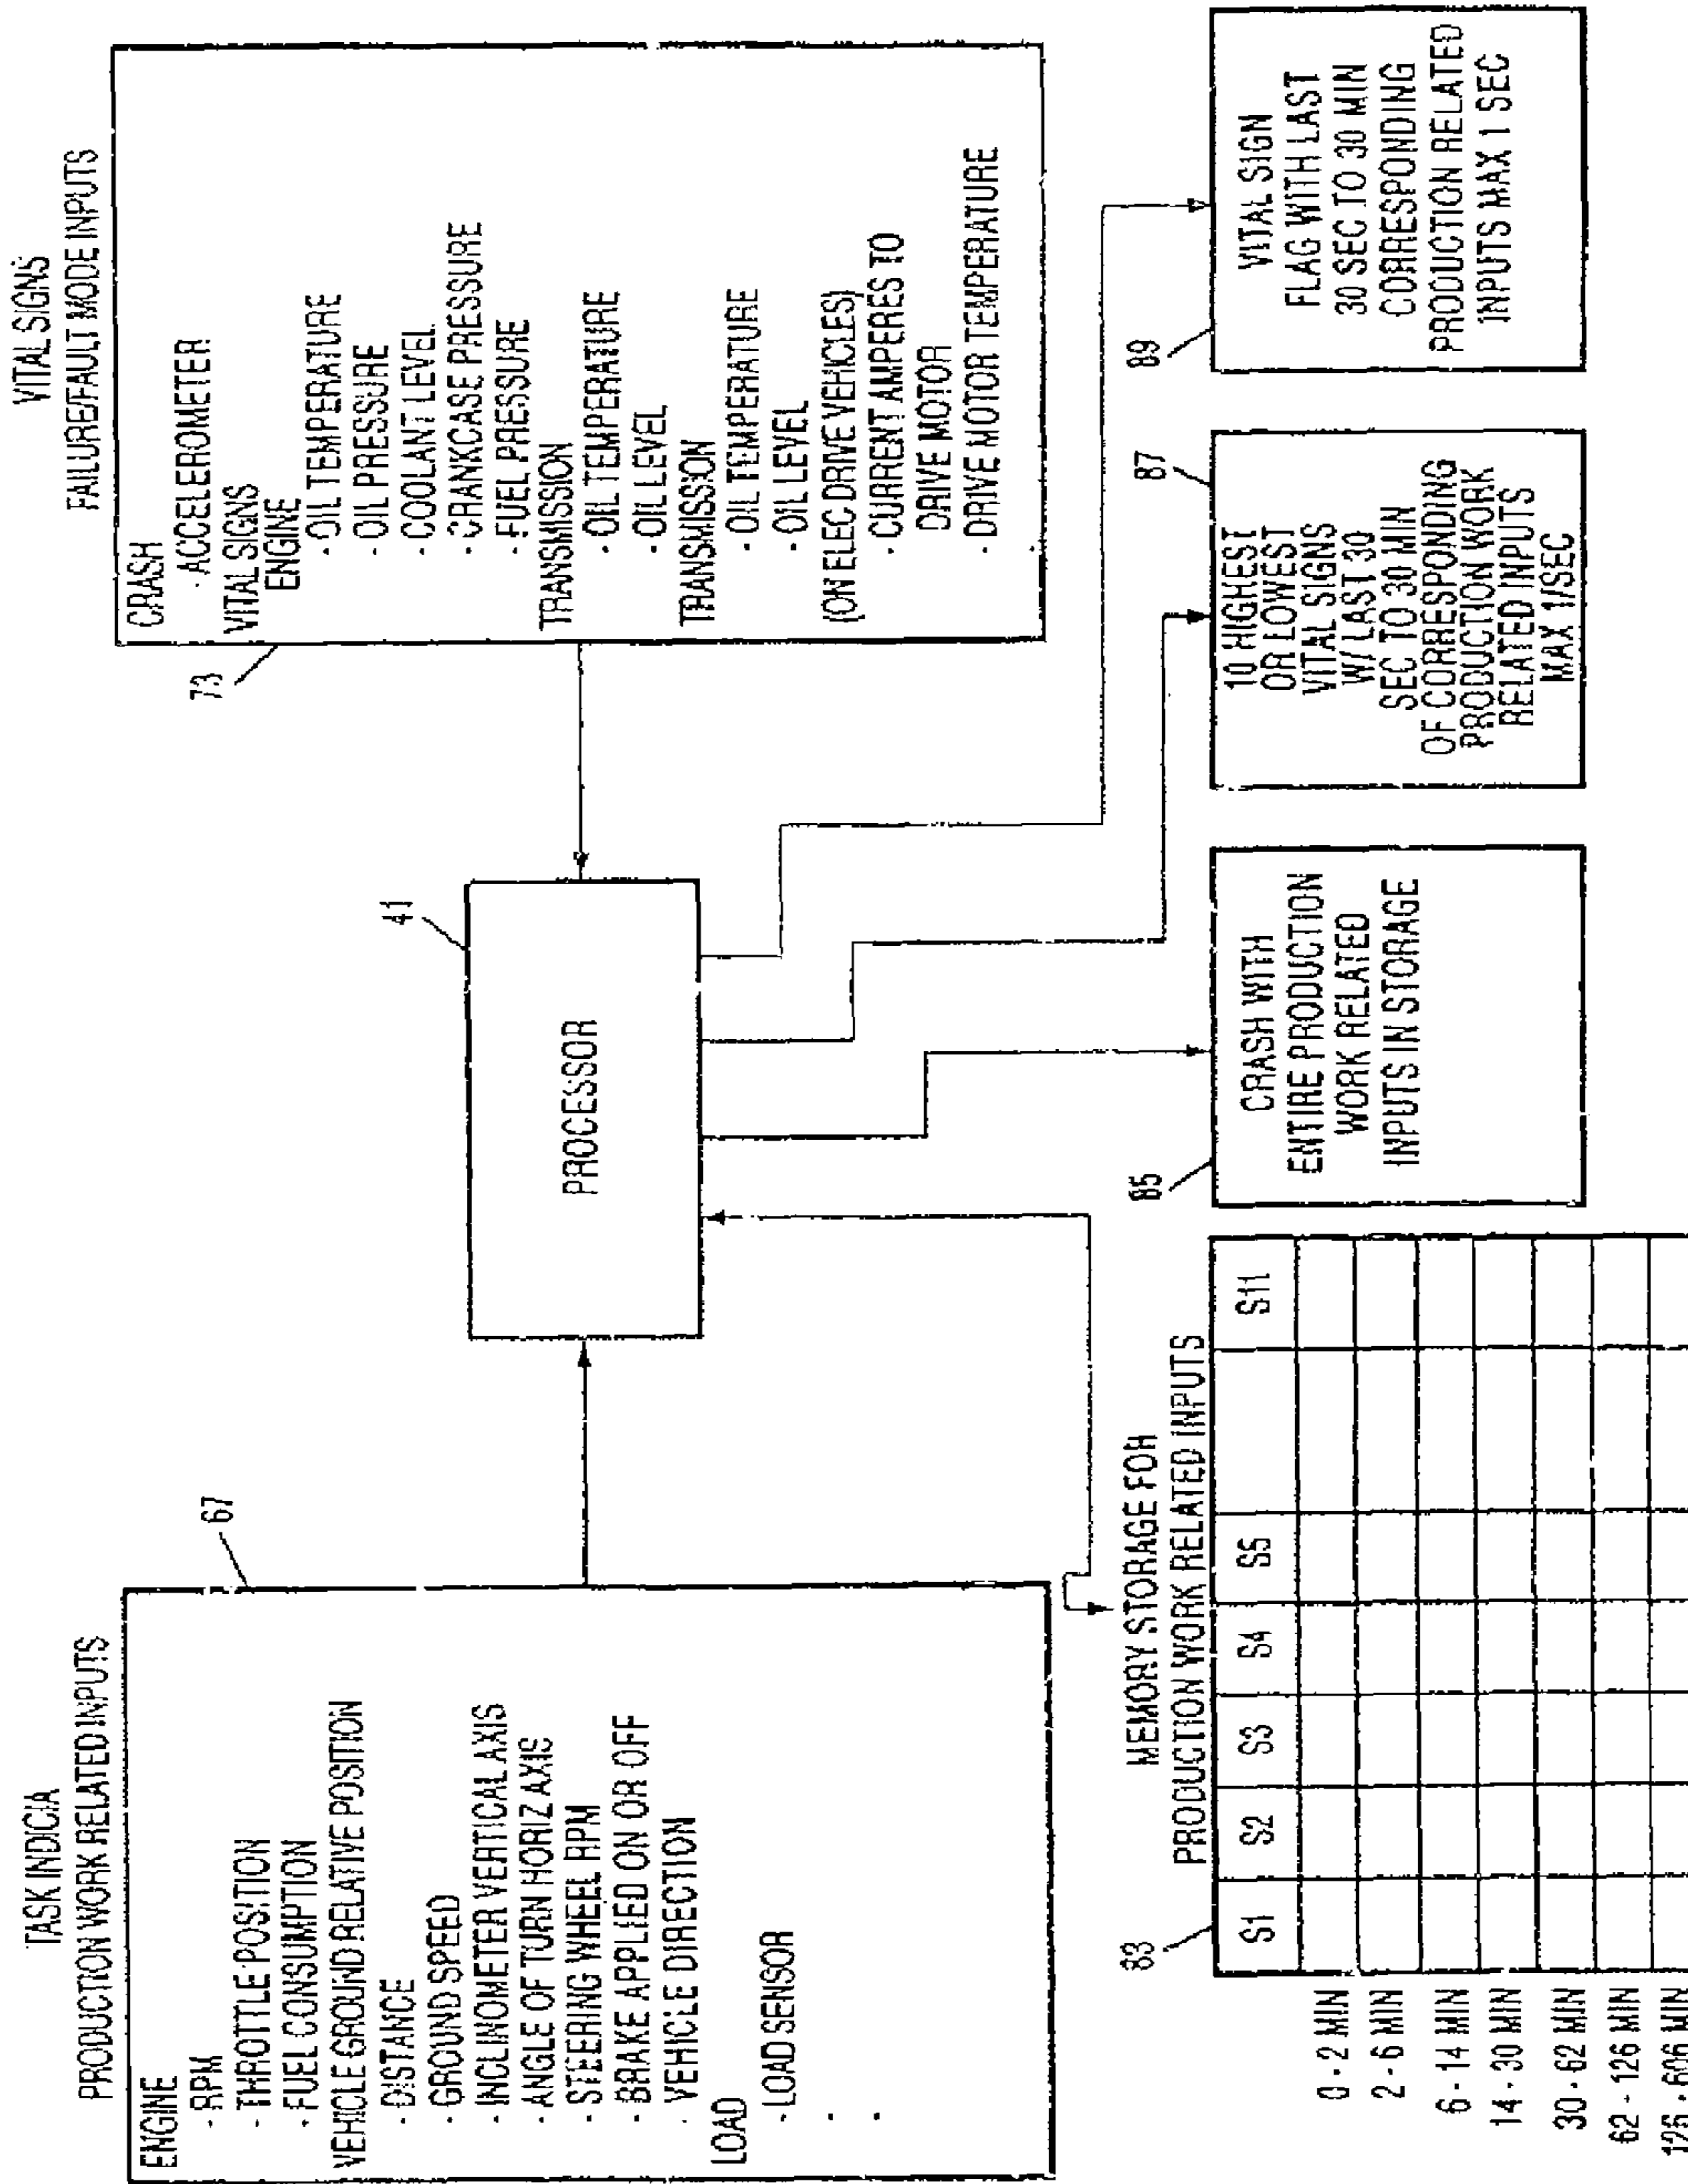 TASK INDICIA
PRODUCTION WORK RELATED INPUTS
67
ENGINE
· RPM
· THROTTLE POSITION
· FUEL CONSUMPTION
VEHICLE GROUND RELATIVE POSITION
· DISTANCE
· GROUND SPEED
· INCLINOMETER VERTICAL AXIS
· ANGLE OF TURN HORIZ AXIS
· STEERING WHEEL RPM
· BRAKE APPLIED ON OR OFF
· VEHICLE DIRECTION
LOAD
· LOAD SENSOR
·
·
41
PROCESSOR
VITAL SIGNS
FAILURE/FAULT MODE INPUTS
73
CRASH
· ACCELEROMETER
VITAL SIGNS
ENGINE
· OIL TEMPERATURE
· OIL PRESSURE
· COOLANT LEVEL
· CRANKCASE PRESSURE
· FUEL PRESSURE
TRANSMISSION
· OIL TEMPERATURE
· OIL LEVEL
TRANSMISSION
· OIL TEMPERATURE
· OIL LEVEL
(ON ELEC DRIVE VEHICLES)
· CURRENT AMPERES TO
DRIVE MOTOR
· DRIVE MOTOR TEMPERATURE
MEMORY STORAGE FOR
PRODUCTION WORK RELATED INPUTS
83
S1 S2 S3 S4 S5 S11
0 - 2 MIN
2 - 6 MIN
6 - 14 MIN
14 - 30 MIN
30 - 62 MIN
62 - 126 MIN
126 - 606 MIN
85
CRASH WITH
ENTIRE PRODUCTION
WORK RELATED
INPUTS IN STORAGE
87
10 HIGHEST
OR LOWEST
VITAL SIGNS
W/ LAST 30
SEC TO 30 MIN
OF CORRESPONDING
PRODUCTION WORK
RELATED INPUTS
MAX 1/SEC
89
VITAL SIGN
FLAG WITH LAST
30 SEC TO 30 MIN
CORRESPONDING
PRODUCTION RELATED
INPUTS MAX 1 SEC